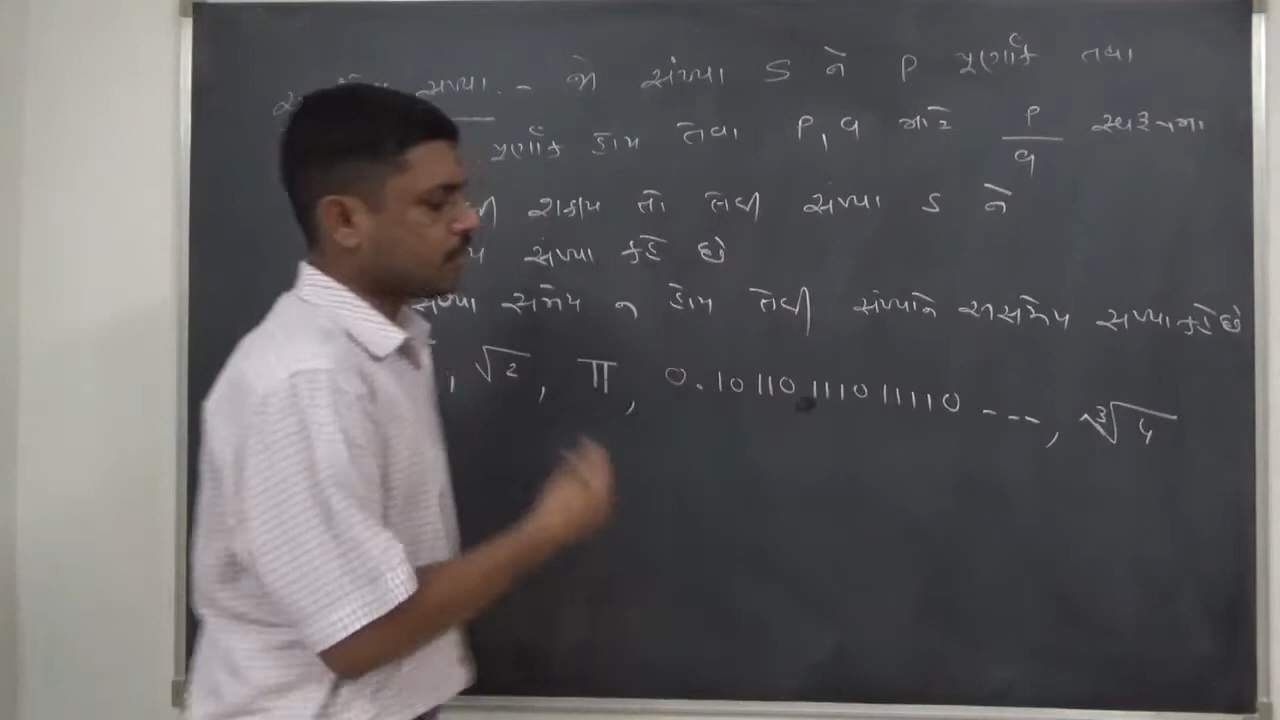 સંખ્યા. - જો સંખ્યા S ને P પૂર્ણાંક તથા
પૂર્ણાંક હોય તથા P, q માટે P/q સ્વરૂપમાં
શકાય તો તેવી સંખ્યા S ને
સંખ્યા કહે છે
સંખ્યા સંમેય ન હોય તેવી સંખ્યાને અસંમેય સંખ્યા કહે છે
, √2, π, 0.10110111011110 ---, ∛4